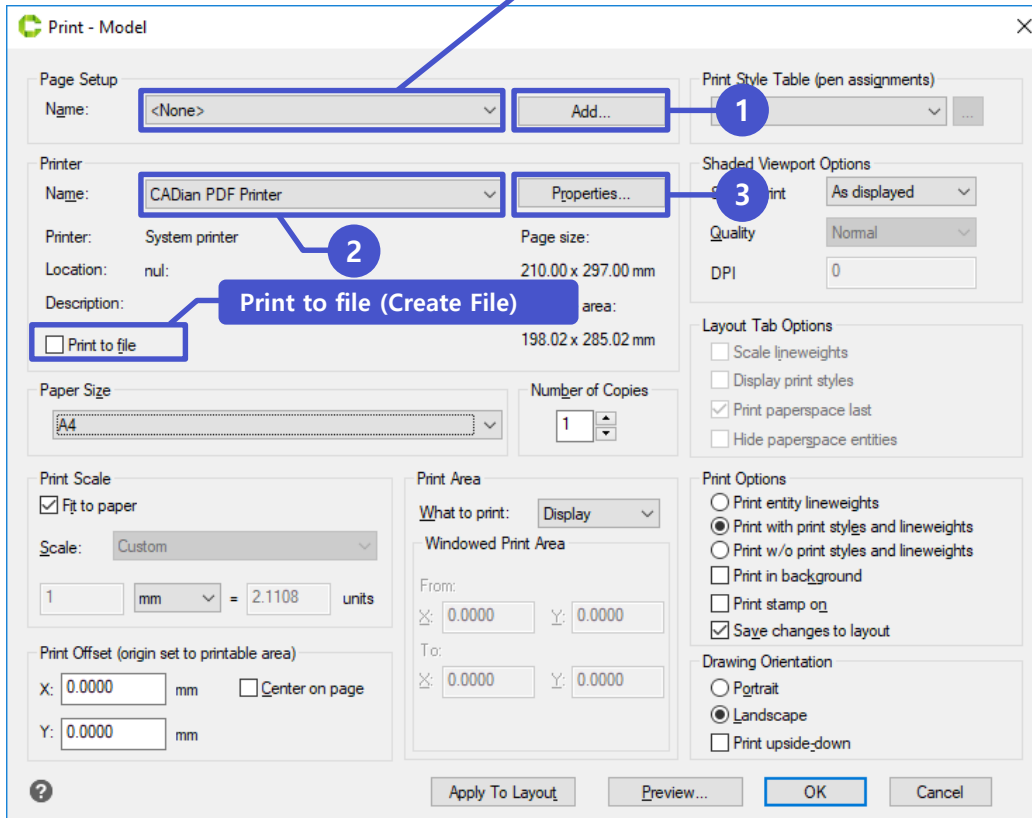 Print - Model
Page Setup
Name:
<None>
Add...
1
Print Style Table (pen assignments)
...
Printer
Name:
CADian PDF Printer
Properties...
3
Printer:
System printer
2
Page size:
Location:
nul:
210.00 x 297.00 mm
Description:
Print to file (Create File)
area:
Print to file
198.02 x 285.02 mm
Shaded Viewport Options
int
As displayed
Quality
Normal
DPI
0
Paper Size
A4
Number of Copies
1
Layout Tab Options
Scale lineweights
Display print styles
Print paperspace last
Hide paperspace entities
Print Scale
Fit to paper
Scale:
Custom
1
mm
=
2.1108
units
Print Offset (origin set to printable area)
X:
0.0000
mm
Center on page
Y:
0.0000
mm
Print Area
What to print:
Display
Windowed Print Area
From:
X:
0.0000
Y:
0.0000
To:
X:
0.0000
Y:
0.0000
Print Options
Print entity lineweights
Print with print styles and lineweights
Print w/o print styles and lineweights
Print in background
Print stamp on
Save changes to layout
Drawing Orientation
Portrait
Landscape
Print upside-down
?
Apply To Layout
Preview...
OK
Cancel